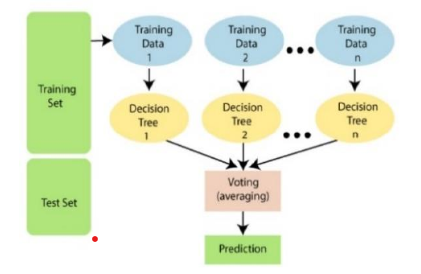 Training
Set
Test Set
Training
Data
1
Training
Data
2
Training
Data
n
Decision
Tree
1
Decision
Tree
2
Decision
Tree
n
Voting
(averaging)
Prediction